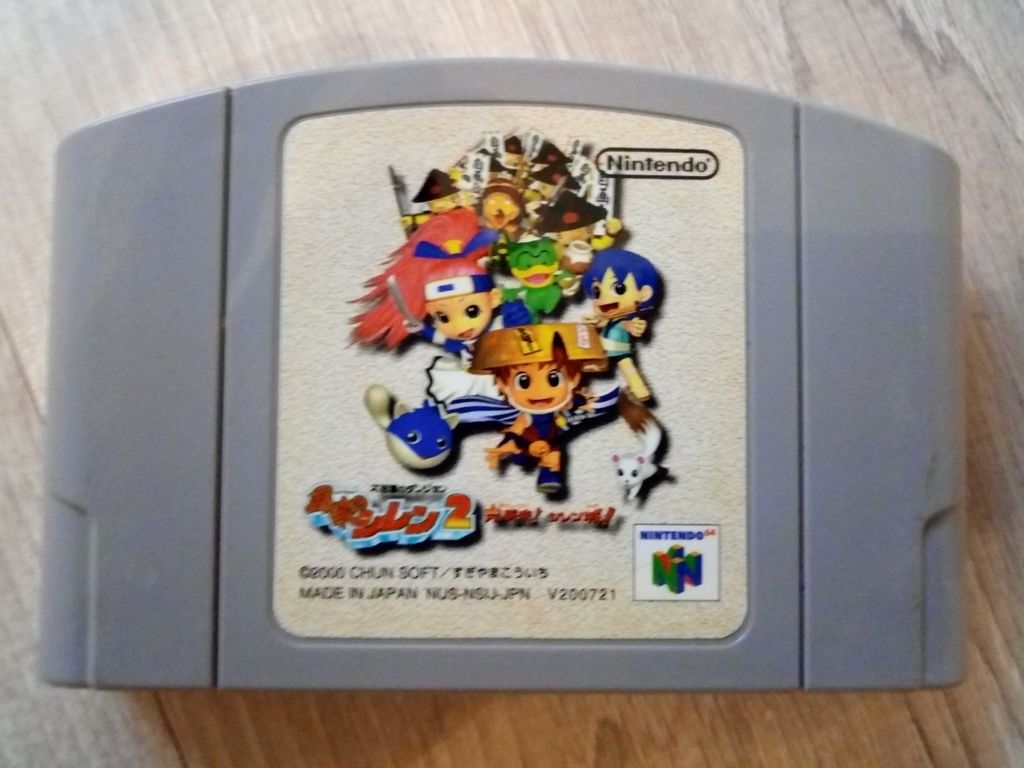 Nintendo®
不思議のダンジョン
風来のシレン2 鬼襲来!シレン城!
NINTENDO 64
©2000 CHUN SOFT/すぎやまこういち
MADE IN JAPAN NUS-NSIJ-JPN V200721